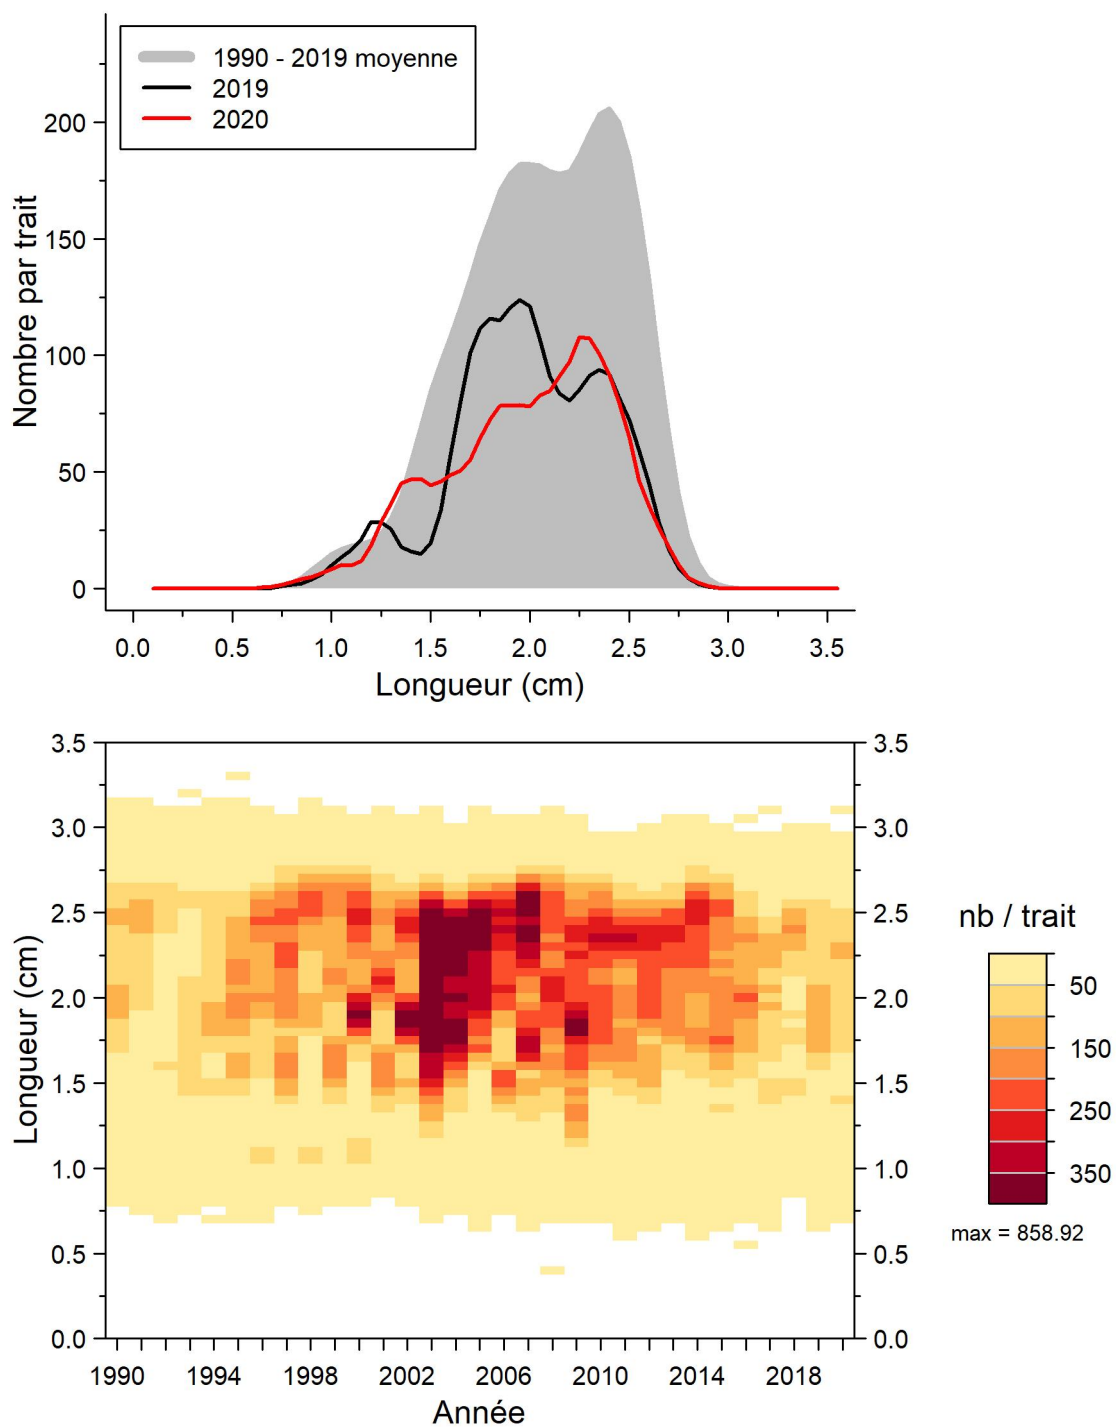 1990 - 2019 moyenne
2019
2020
Nombre par trait
200
150
100
50
0
0.0 0.5 1.0 1.5 2.0 2.5 3.0 3.5
Longueur (cm)
Longueur (cm)
3.5 3.5
3.0 3.0
2.5 2.5
2.0 2.0
1.5 1.5
1.0 1.0
0.5 0.5
0.0 0.0
1990 1994 1998 2002 2006 2010 2014 2018
Année
nb / trait
50
150
250
350
max = 858.92